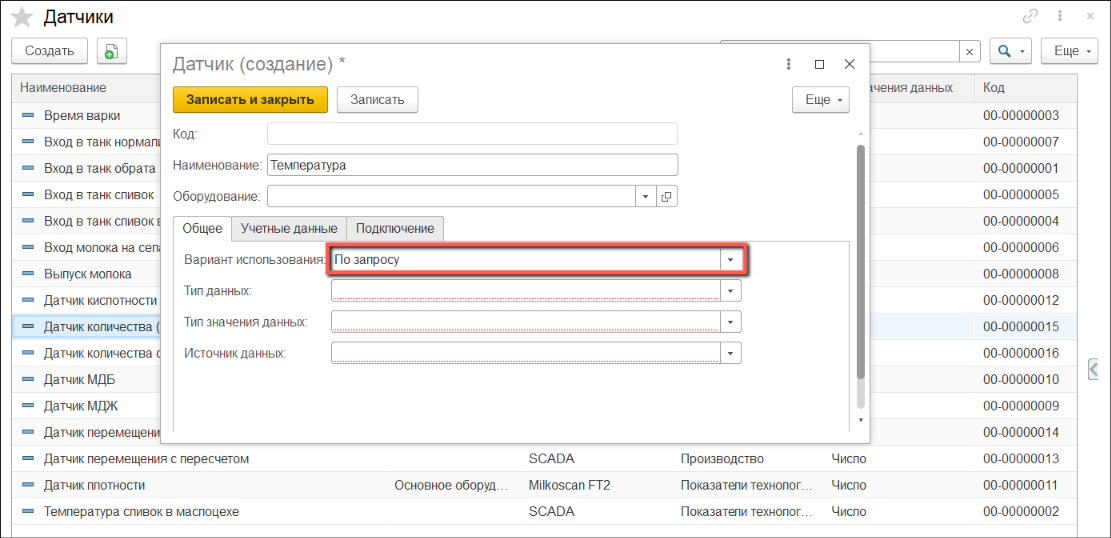 Датчики
Создать
Еще
Наименование
ачения данных
Код
Время варки
00-00000003
Вход в танк нормали
00-00000007
Вход в танк обрата
00-00000001
Вход в танк сливок
00-00000005
Вход в танк сливок в
00-00000004
Вход молока на сепа
00-00000006
Выпуск молока
00-00000008
Датчик кислотности
00-00000012
Датчик количества (
00-00000015
Датчик количества с
00-00000016
Датчик МДБ
00-00000010
Датчик МДЖ
00-00000009
Датчик перемещени
00-00000014
Датчик перемещения с пересчетом SCADA Производство Число 00-00000013
Датчик плотности Основное оборуд... Milkoscan FT2 Показатели технолог... Число 00-00000011
Температура сливок в маслоцехе SCADA Показатели технолог... Число 00-00000002
Датчик (создание) *
Записать и закрыть Записать Еще
Код:
Наименование: Температура
Оборудование:
Общее Учетные данные Подключение
Вариант использования: По запросу
Тип данных:
Тип значения данных:
Источник данных: